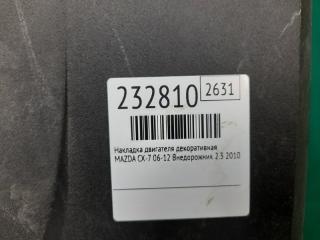 232810 2631
Накладка двигателя декоративная
MAZDA CX-7 06-12 Внедорожник 2.3 2010